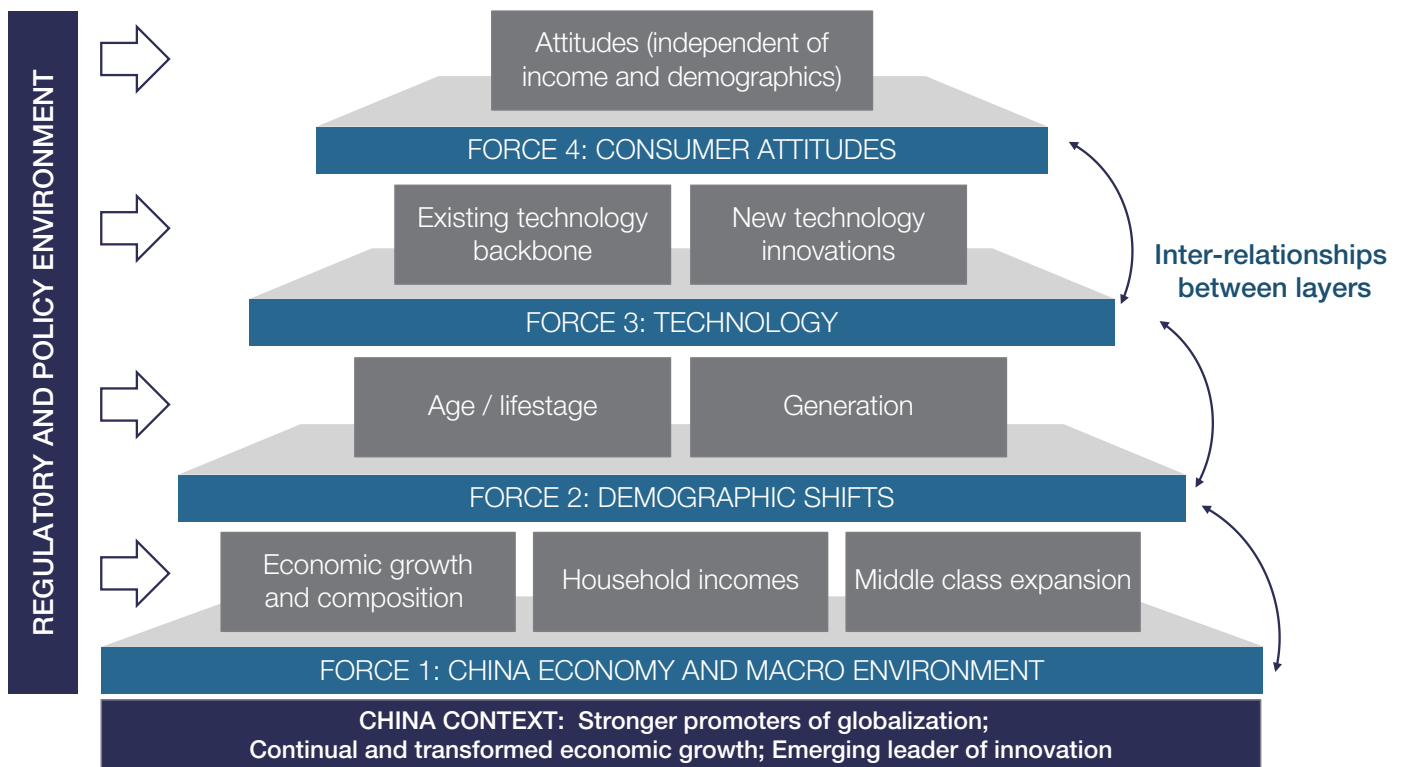 REGULATORY AND POLICY ENVIRONMENT
Attitudes (independent of
income and demographics)
FORCE 4: CONSUMER ATTITUDES
Existing technology
backbone
New technology
innovations
Inter-relationships
between layers
FORCE 3: TECHNOLOGY
Age / lifestage
Generation
FORCE 2: DEMOGRAPHIC SHIFTS
Economic growth
and composition
Household incomes
Middle class expansion
FORCE 1: CHINA ECONOMY AND MACRO ENVIRONMENT
CHINA CONTEXT: Stronger promoters of globalization;
Continual and transformed economic growth; Emerging leader of innovation